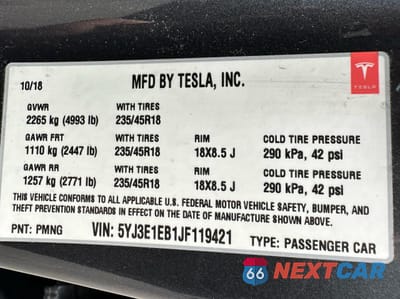 10/18 MFD BY TESLA, INC.
TESLA
GVWR WITH TIRES
2265 kg (4993 lb) 235/45R18
GAWR FRT WITH TIRES RIM COLD TIRE PRESSURE
1110 kg (2447 lb) 235/45R18 18X8.5 J 290 kPa, 42 psi
GAWR RR WITH TIRES RIM COLD TIRE PRESSURE
1257 kg (2771 lb) 235/45R18 18X8.5 J 290 kPa, 42 psi
THIS VEHICLE CONFORMS TO ALL APPLICABLE U.S. FEDERAL MOTOR VEHICLE SAFETY, BUMPER, AND
THEFT PREVENTION STANDARDS IN EFFECT ON THE DATE OF MANUFACTURE SHOWN ABOVE.
PNT: PMNG VIN: 5YJ3E1EB1JF119421 TYPE: PASSENGER CAR
66 NEXTCAR